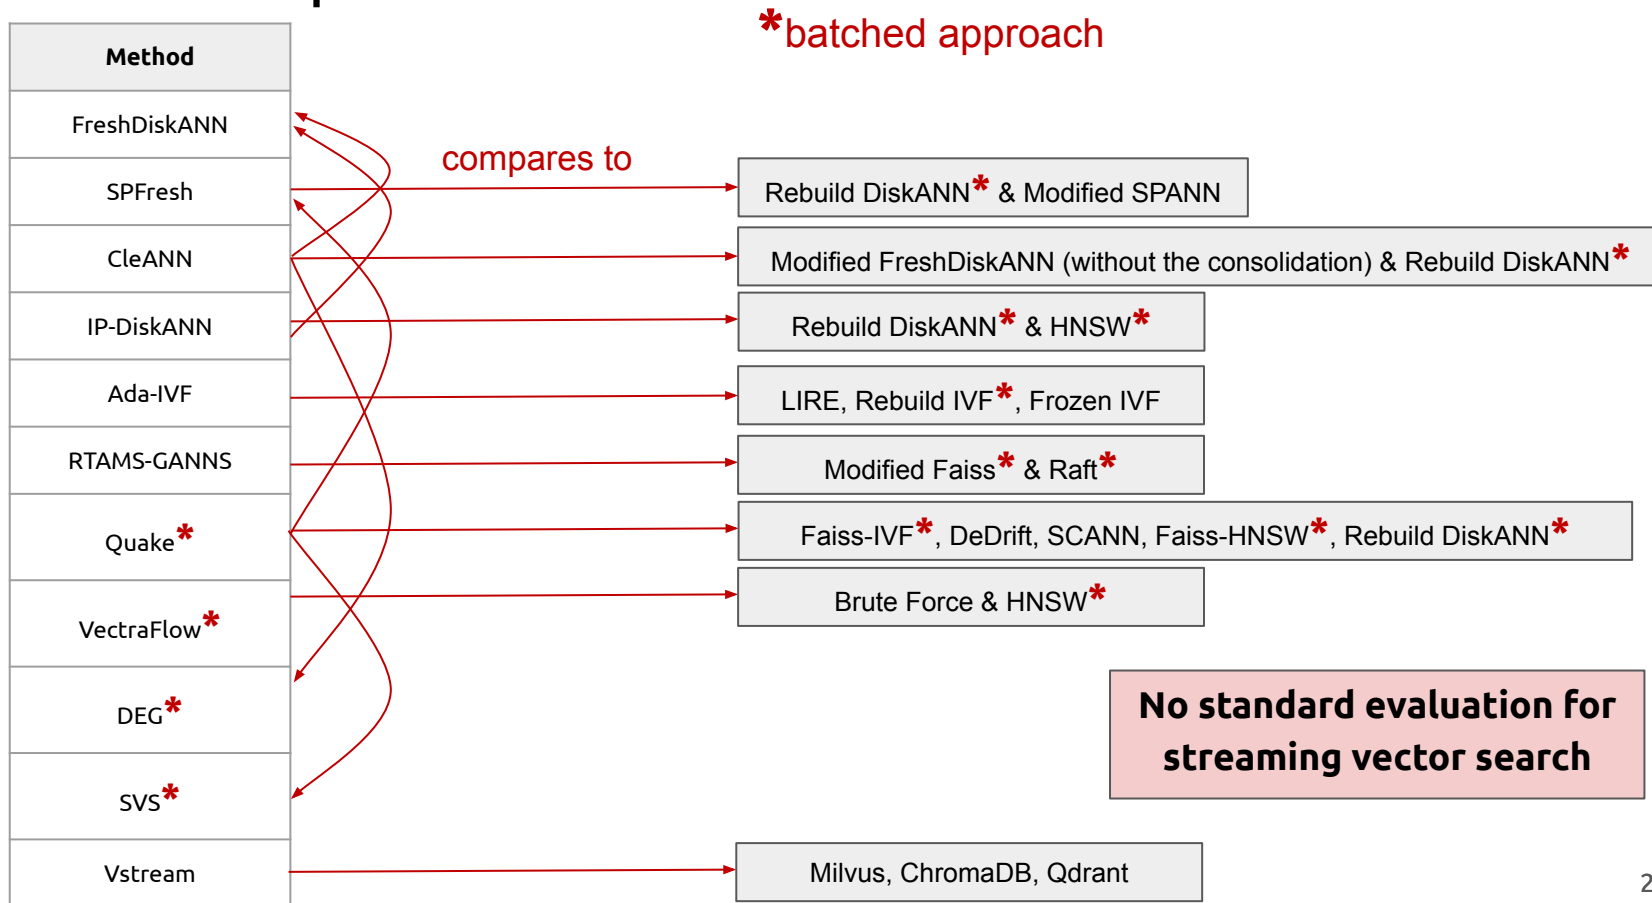 *batched approach
Method
FreshDiskANN
SPFresh
CleANN
IP-DiskANN
Ada-IVF
RTAMS-GANNS
Quake*
VectraFlow*
DEG*
SVS*
Vstream
compares to
Rebuild DiskANN* & Modified SPANN
Modified FreshDiskANN (without the consolidation) & Rebuild DiskANN*
Rebuild DiskANN* & HNSW*
LIRE, Rebuild IVF*, Frozen IVF
Modified Faiss* & Raft*
Faiss-IVF*, DeDrift, SCANN, Faiss-HNSW*, Rebuild DiskANN*
Brute Force & HNSW*
No standard evaluation for
streaming vector search
Milvus, ChromaDB, Qdrant
2